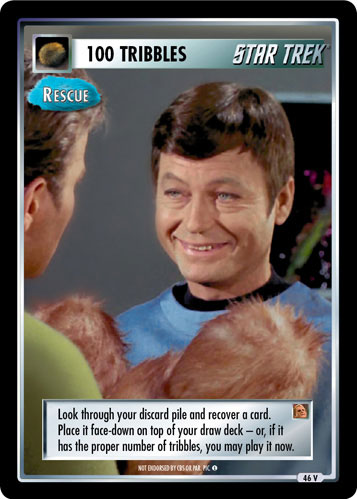 100 TRIBBLES STAR TREK
RESCUE
Look through your discard pile and recover a card.
Place it face-down on top of your draw deck – or, if it
has the proper number of tribbles, you may play it now.
NOT ENDORSED BY CBS OR PAR. PIC.
46 V